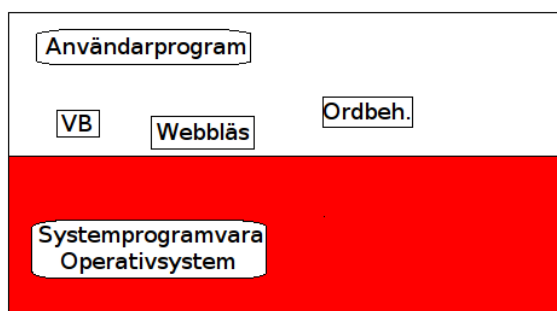 Användarprogram
VB
Webbläs
Ordbeh.
Systemprogramvara
Operativsystem